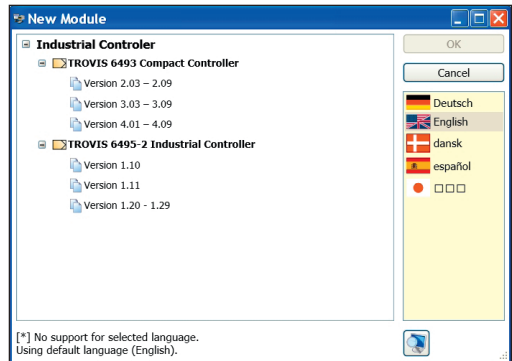 New Module
Industrial Controler
TROVIS 6493 Compact Controller
Version 2.03 – 2.09
Version 3.03 – 3.09
Version 4.01 – 4.09
TROVIS 6495-2 Industrial Controller
Version 1.10
Version 1.11
Version 1.20 - 1.29
OK
Cancel
Deutsch
English
dansk
español
□□□
[*] No support for selected language.
Using default language (English).